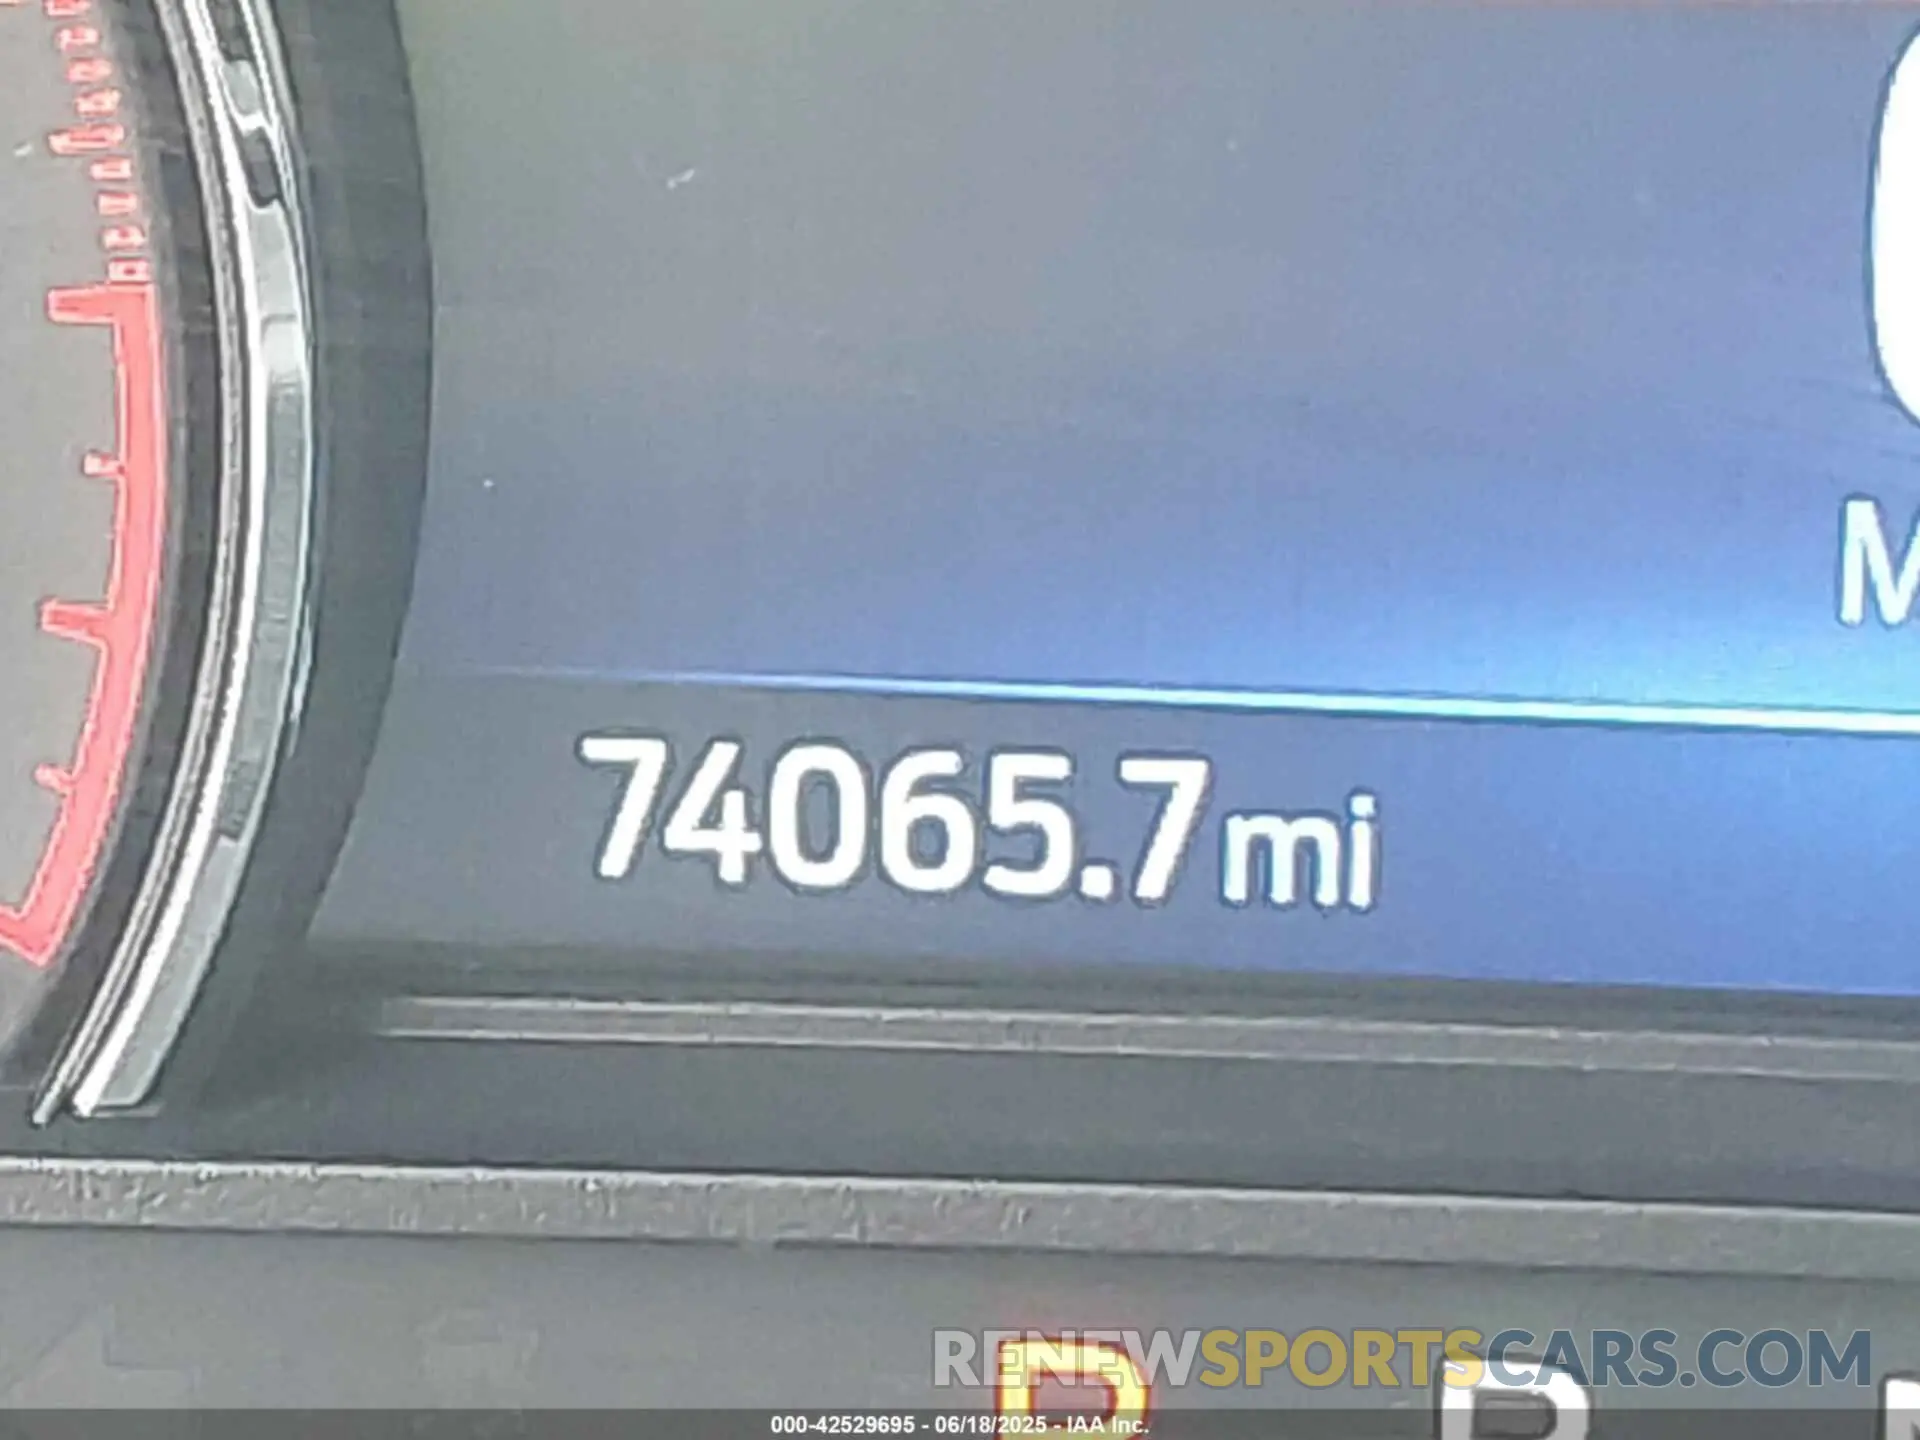 74065.7mi
P
RENEWSPORTSCARS.COM
000-42529695 - 06/18/2025 - IAA Inc.